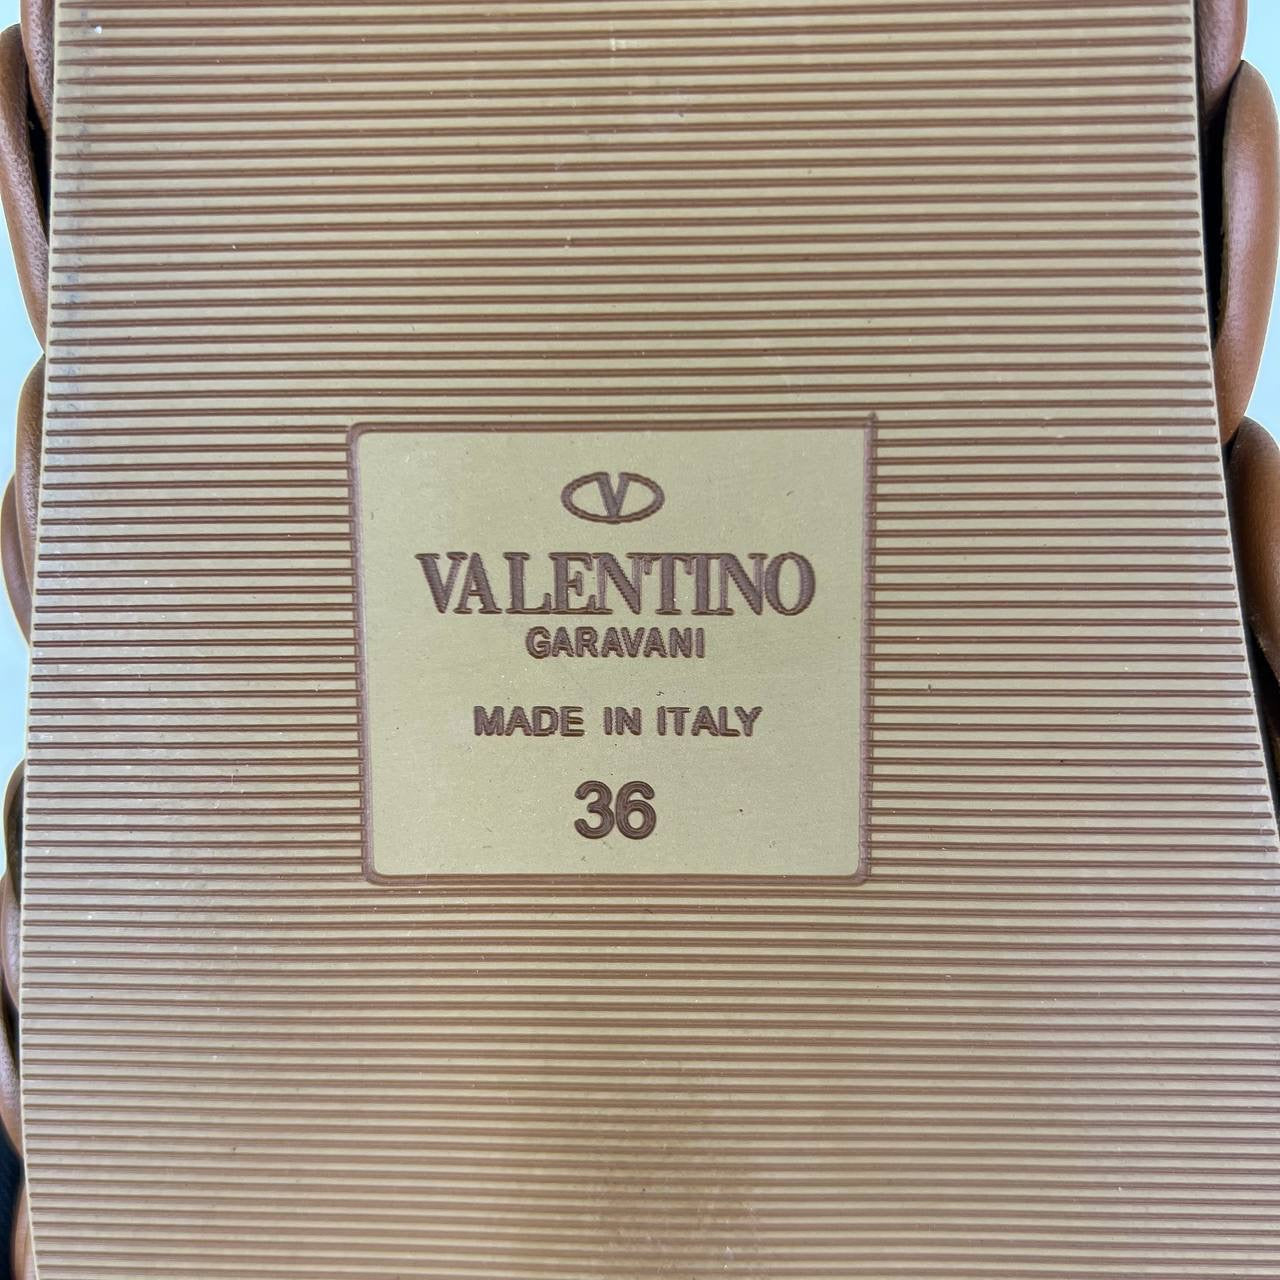 V
VALENTINO
GARAVANI
MADE IN ITALY
36